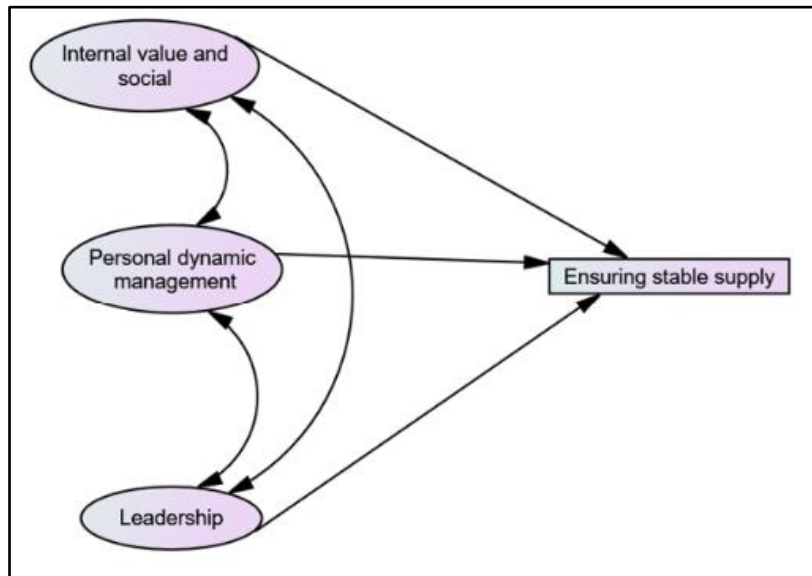 Internal value and
social
Personal dynamic
management
Ensuring stable supply
Leadership